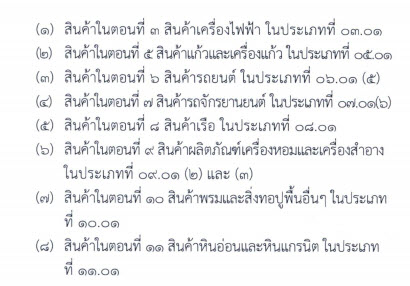 (๑) สินค้าในตอนที่ ๓ สินค้าเครื่องไฟฟ้า ในประเภทที่ ๐๓.๐๑
(๒) สินค้าในตอนที่ ๕ สินค้าแก้วและเครื่องแก้ว ในประเภทที่ ๐๕.๐๑
(๓) สินค้าในตอนที่ ๖ สินค้ารถยนต์ ในประเภทที่ ๐๖.๐๑ (๕)
(๔) สินค้าในตอนที่ ๗ สินค้ารถจักรยานยนต์ ในประเภทที่ ๐๗.๐๑(๖)
(๕) สินค้าในตอนที่ ๘ สินค้าเรือ ในประเภทที่ ๐๘.๐๑
(๖) สินค้าในตอนที่ ๙ สินค้าผลิตภัณฑ์เครื่องหอมและเครื่องสำอาง
ในประเภทที่ ๐๙.๐๑ (๒) และ (๓)
(๗) สินค้าในตอนที่ ๑๐ สินค้าพรมและสิ่งทอปูพื้นอื่นๆ ในประเภท
ที่ ๑๐.๐๑
(๘) สินค้าในตอนที่ ๑๑ สินค้าหินอ่อนและหินแกรนิต ในประเภท
ที่ ๑๑.๐๑